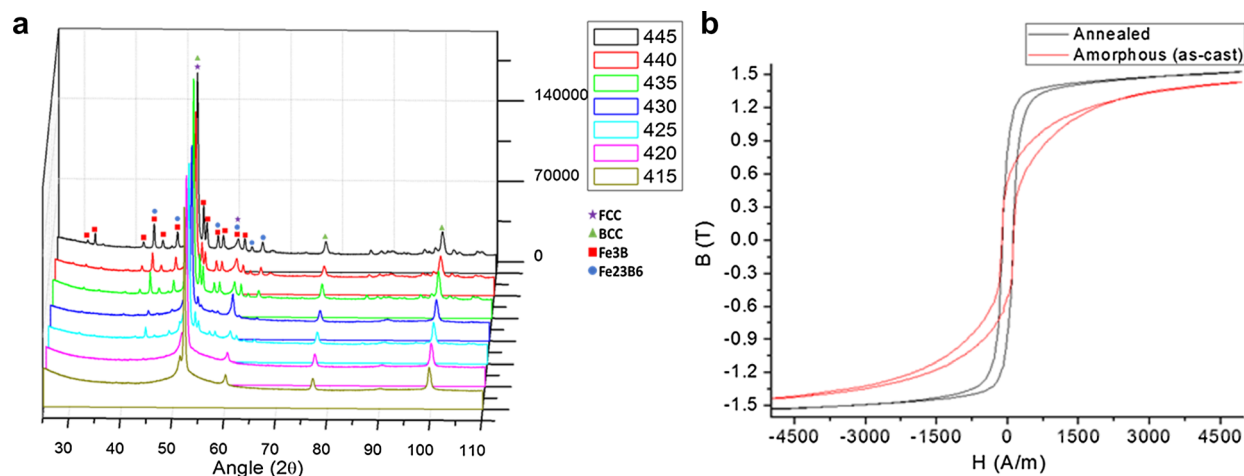 a
445
440
435
430
425
420
415
140000
70000
0
FCC
BCC
Fe3B
Fe23B6
30 40 50 60 70 80 90 100 110
Angle (2θ)
b
Annealed
Amorphous (as-cast)
1.5
1.2
0.9
0.6
0.3
0.0
-0.3
-0.6
-0.9
-1.2
-1.5
B (T)
-4500 -3000 -1500 0 1500 3000 4500
H (A/m)